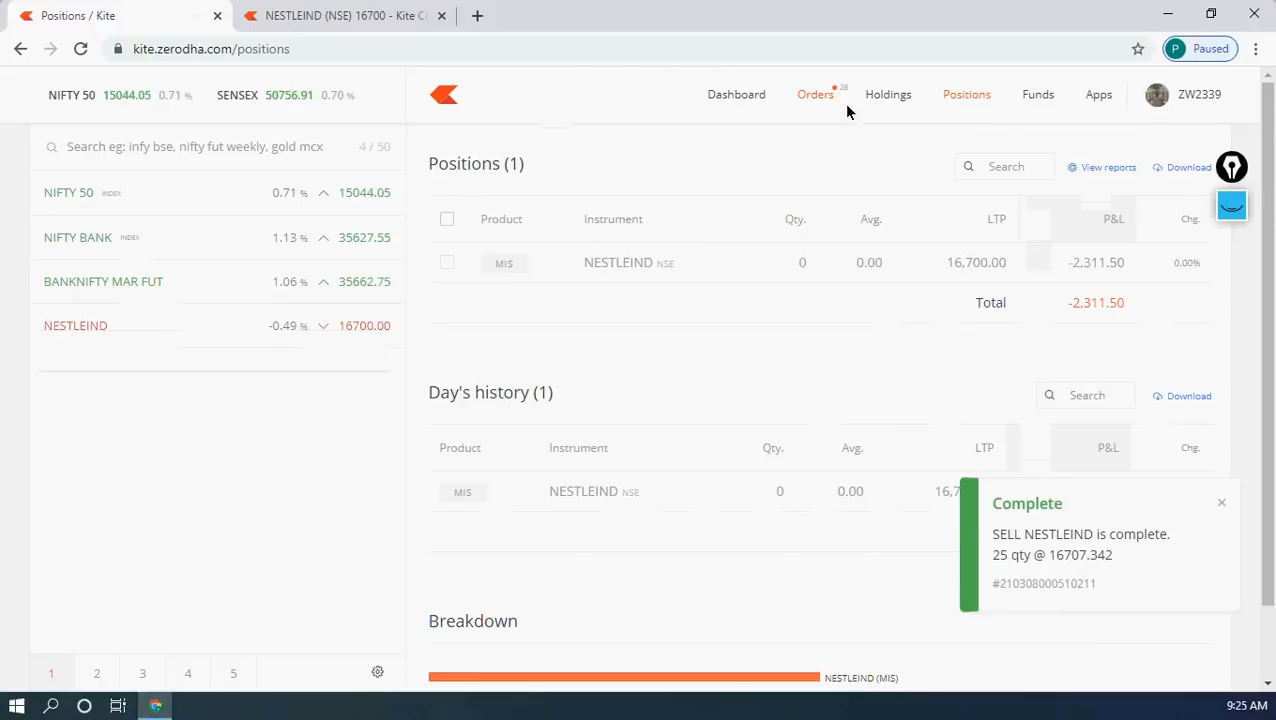 Positions / Kite
NESTLEIND (NSE) 16700 - Kite C
kite.zerodha.com/positions
P Paused
NIFTY 50 15044.05 0.71 % SENSEX 50756.91 0.70 %
Dashboard Orders 28 Holdings Positions Funds Apps ZW2339
Search eg: infy bse, nifty fut weekly, gold mcx 4 / 50
NIFTY 50 INDEX 0.71 % 15044.05
NIFTY BANK INDEX 1.13 % 35627.55
BANKNIFTY MAR FUT 1.06 % 35662.75
NESTLEIND -0.49 % 16700.00
Positions (1) Search View reports Download
Product Instrument Qty. Avg. LTP P&L Chg.
MIS NESTLEIND NSE 0 0.00 16,700.00 -2,311.50 0.00%
Total -2,311.50
Day's history (1) Search Download
Product Instrument Qty. Avg. LTP P&L Chg.
MIS NESTLEIND NSE 0 0.00 16,7
Complete
SELL NESTLEIND is complete.
25 qty @ 16707.342
#210308000510211
Breakdown
NESTLEIND (MIS)
1 2 3 4 5
9:25 AM